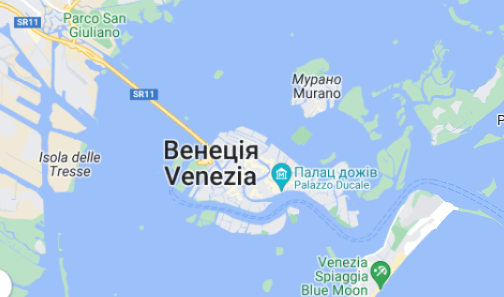 SR11
Parco San
Giuliano
SR11
Мурано
Murano
Isola delle
Tresse
Венеція
Venezia
Палац дожів
Palazzo Ducale
Venezia
Spiaggia
Blue Moon